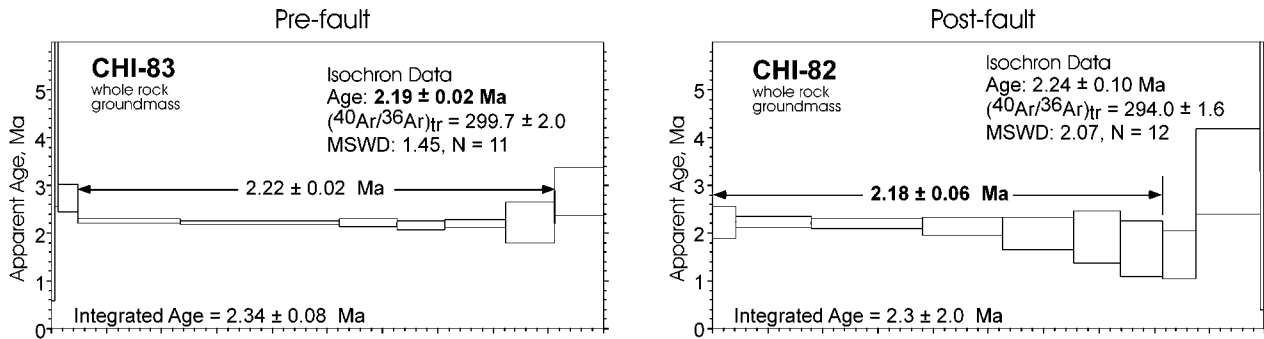 Pre-fault
Apparent Age, Ma
5
4
3
2
1
0
CHI-83
whole rock
groundmass
Isochron Data
Age: 2.19 ± 0.02 Ma
(40Ar/36Ar)tr = 299.7 ± 2.0
MSWD: 1.45, N = 11
2.22 ± 0.02 Ma
Integrated Age = 2.34 ± 0.08 Ma
Post-fault
Apparent Age, Ma
5
4
3
2
1
0
CHI-82
whole rock
groundmass
Isochron Data
Age: 2.24 ± 0.10 Ma
(40Ar/36Ar)tr = 294.0 ± 1.6
MSWD: 2.07, N = 12
2.18 ± 0.06 Ma
Integrated Age = 2.3 ± 2.0 Ma